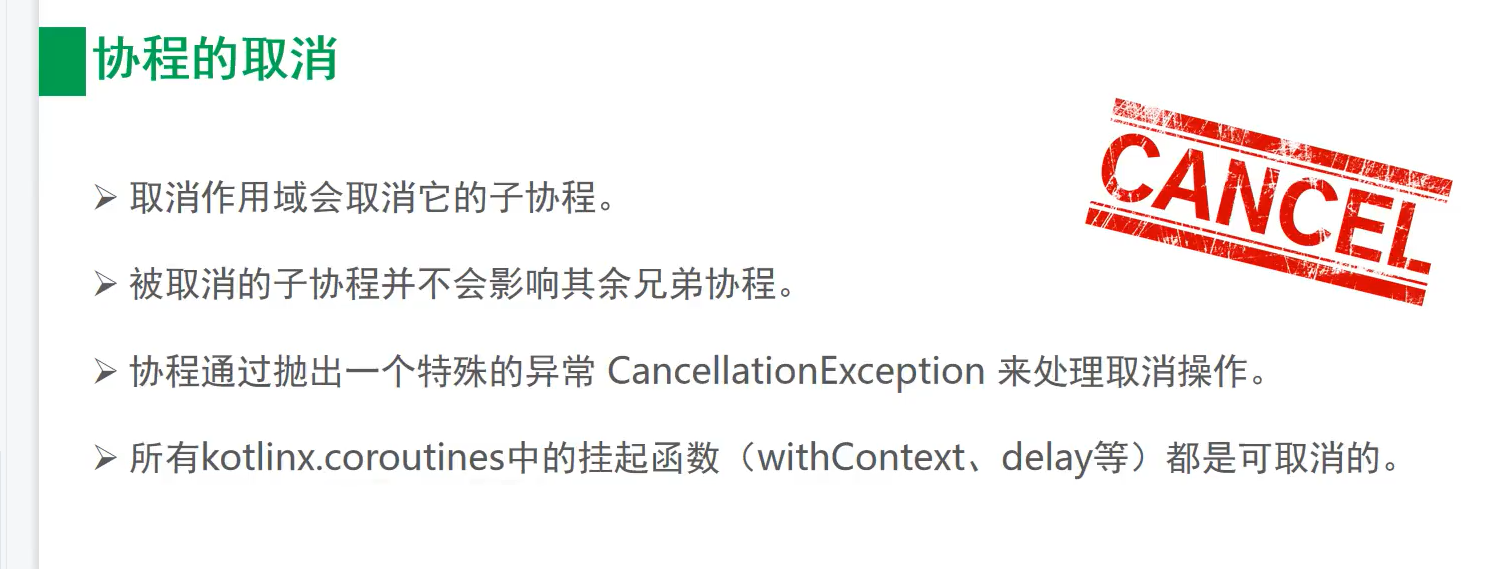 协程的取消
CANCEL
➢ 取消作用域会取消它的子协程。
➢ 被取消的子协程并不会影响其余兄弟协程。
➢ 协程通过抛出一个特殊的异常 CancellationException 来处理取消操作。
➢ 所有kotlinx.coroutines中的挂起函数（withContext、delay等）都是可取消的。